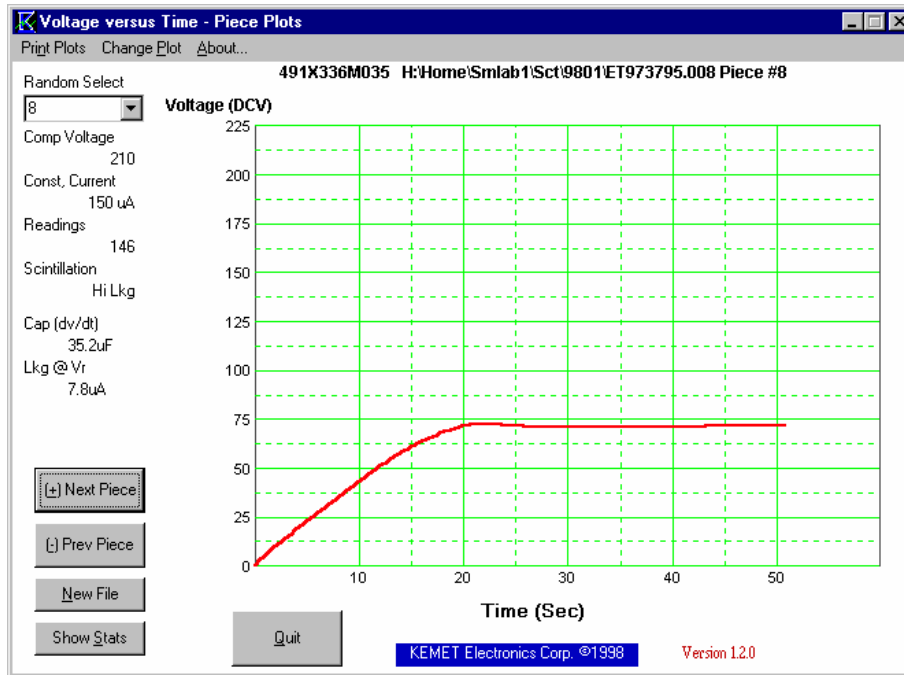 Voltage versus Time - Piece Plots
Print Plots Change Plot About...
491X336M035 H:\Home\Smlab1\Sct\9801\ET973795.008 Piece #8
Random Select
8
Comp Voltage
210
Const, Current
150 uA
Readings
146
Scintillation
Hi Lkg
Cap (dv/dt)
35.2uF
Lkg @ Vr
7.8uA
(+) Next Piece
(-) Prev Piece
New File
Show Stats
Voltage (DCV)
225
200
175
150
125
100
75
50
25
0
10 20 30 40 50
Time (Sec)
Quit
KEMET Electronics Corp. ©1998
Version 1.2.0